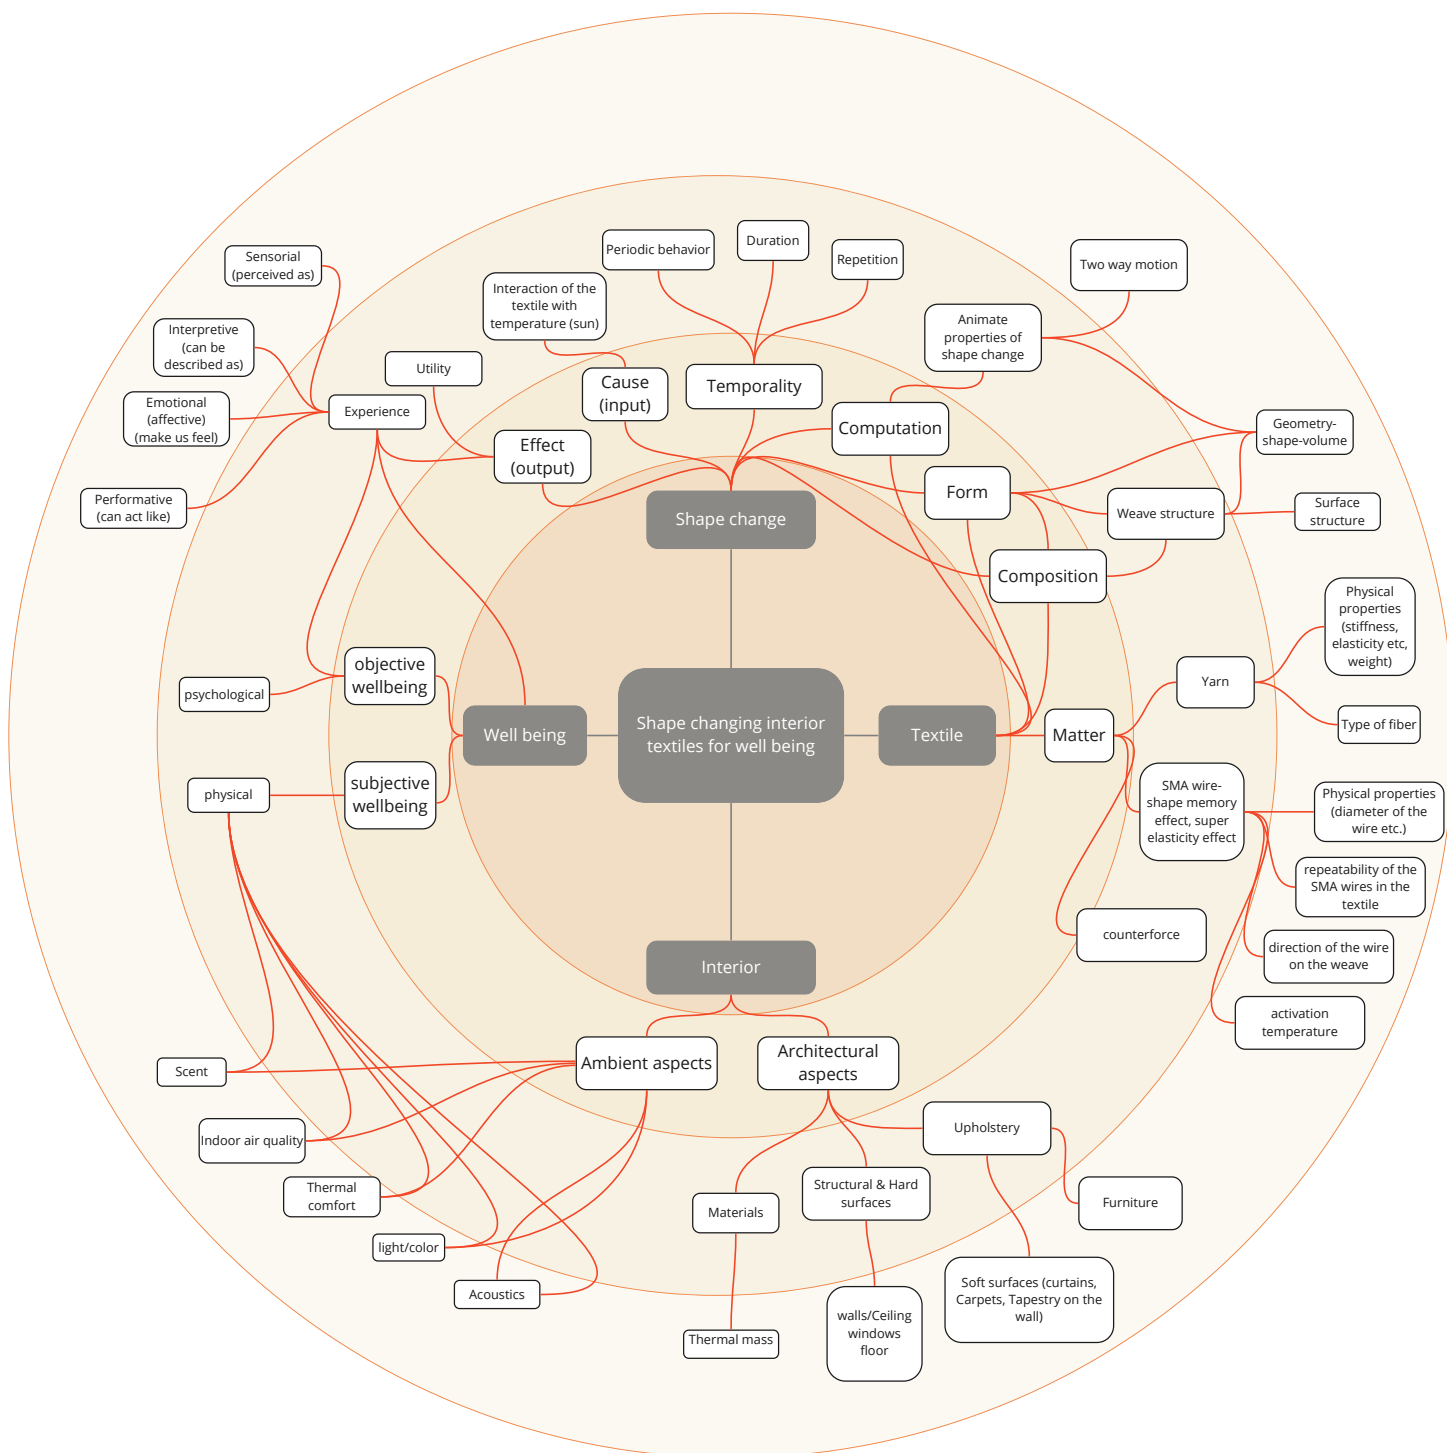 Periodic behavior
Duration
Repetition
Two way motion
Sensorial
(perceived as)
Interaction of the
textile with
temperature (sun)
Animate
properties of
shape change
Interpretive
(can be
described as)
Utility
Cause
(input)
Temporality
Emotional
(affective)
(make us feel)
Experience
Computation
Geometry-
shape-volume
Effect
(output)
Form
Performative
(can act like)
Weave structure
Surface
structure
Shape change
Composition
Physical
properties
(stiffness,
elasticity etc,
weight)
objective
wellbeing
psychological
Yarn
Type of fiber
Well being
Shape changing interior
textiles for well being
Textile
Matter
physical
subjective
wellbeing
SMA wire-
shape memory
effect, super
elasticity effect
Physical properties
(diameter of the
wire etc.)
repeatability of the
SMA wires in the
textile
counterforce
direction of the wire
on the weave
Interior
activation
temperature
Scent
Ambient aspects
Architectural
aspects
Indoor air quality
Upholstery
Thermal
comfort
Materials
Structural & Hard
surfaces
Furniture
light/color
Acoustics
Soft surfaces (curtains,
Carpets, Tapestry on the
wall)
Thermal mass
walls/Ceiling
windows
floor